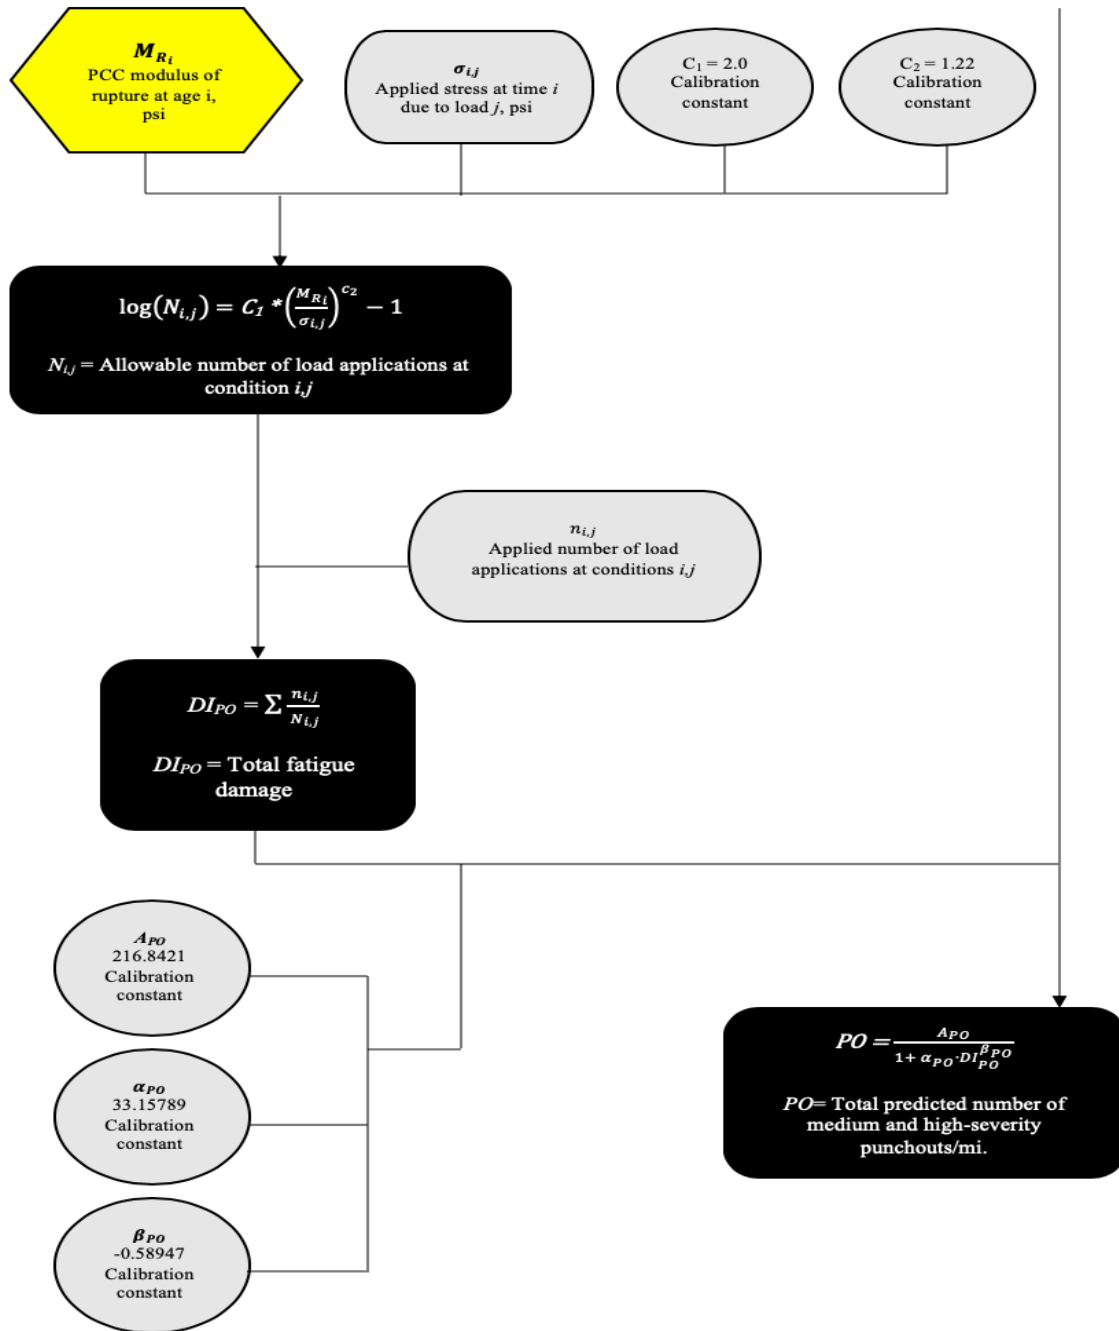 M_{R_i}
PCC modulus of
rupture at age i,
psi
σ_{i,j}
Applied stress at time i
due to load j, psi
C₁ = 2.0
Calibration
constant
C₂ = 1.22
Calibration
constant
log(N_{i,j}) = C_1 * (M_{R_i}/σ_{i,j})^{C_2} − 1
N_{i,j} = Allowable number of load applications at
condition i,j
n_{i,j}
Applied number of load
applications at conditions i,j
DI_{PO} = Σ n_{i,j}/N_{i,j}
DI_{PO} = Total fatigue
damage
A_{PO}
216.8421
Calibration
constant
α_{PO}
33.15789
Calibration
constant
β_{PO}
-0.58947
Calibration
constant
PO = A_{PO}/(1+ α_{PO}·DI_{PO}^{β_{PO}})
PO= Total predicted number of
medium and high-severity
punchouts/mi.